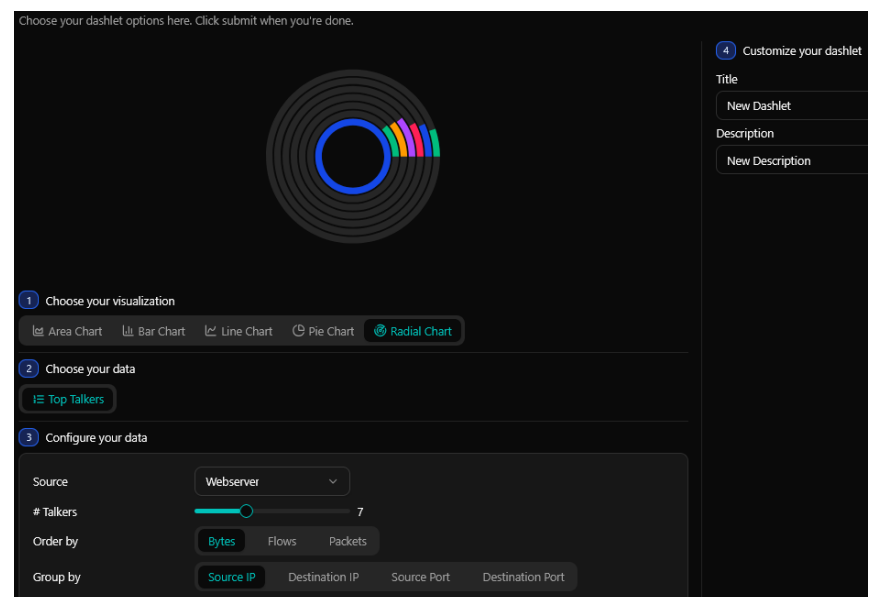 Choose your dashlet options here. Click submit when you're done.
1 Choose your visualization
Area Chart Bar Chart Line Chart Pie Chart Radial Chart
2 Choose your data
Top Talkers
3 Configure your data
Source Webserver
# Talkers 7
Order by Bytes Flows Packets
Group by Source IP Destination IP Source Port Destination Port
4 Customize your dashlet
Title
New Dashlet
Description
New Description